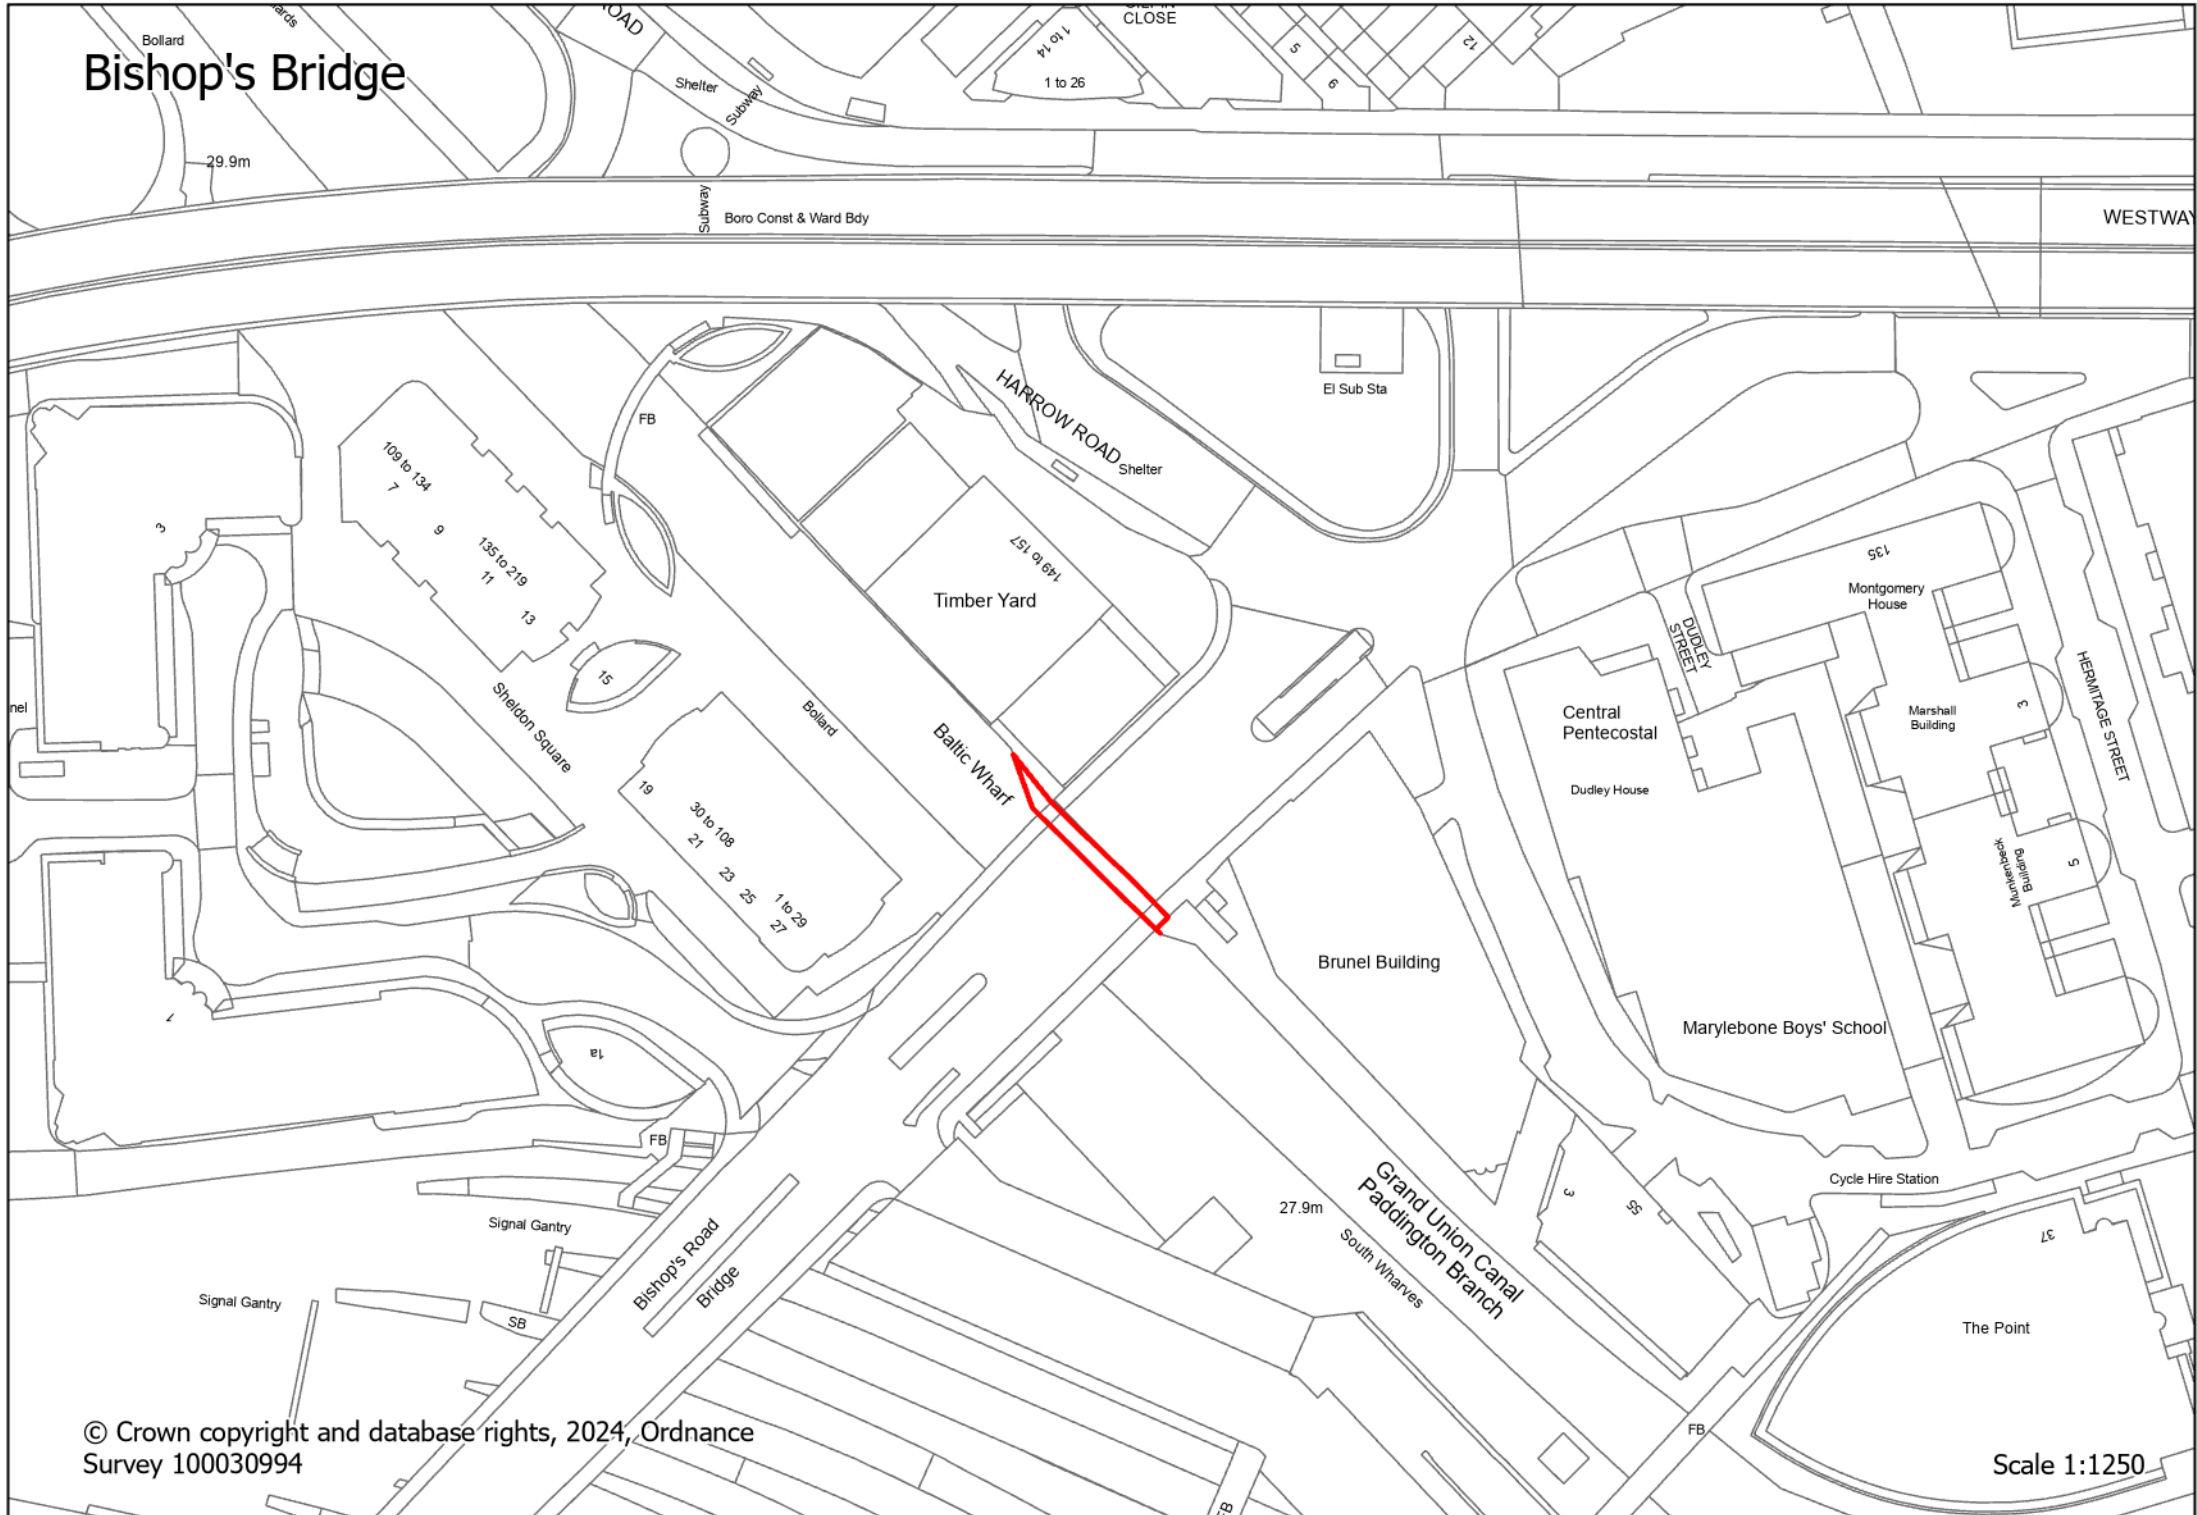 Bishop's Bridge
Bollard
CLOSE
1 to 14
1 to 26
5
6
12
Shelter
Subway
29.9m
Subway
Boro Const & Ward Bdy
WESTWAY
El Sub Sta
FB
HARROW ROAD
Shelter
109 to 134
7
9
135 to 219
11
13
3
149 to 157
Timber Yard
15
Sheldon Square
Bollard
Baltic Wharf
135
Montgomery
House
DUDLEY
STREET
HERMITAGE STREET
Central
Pentecostal
Marshall
Building
3
Dudley House
19
30 to 108
21
23
25
1 to 29
27
Munkenbeck
Building
5
Brunel Building
Marylebone Boys' School
1
1a
FB
Signal Gantry
Bishop's Road
Bridge
Signal Gantry
SB
27.9m
South Wharves
Grand Union Canal
Paddington Branch
3
55
Cycle Hire Station
37
The Point
FB
© Crown copyright and database rights, 2024, Ordnance
Survey 100030994
Scale 1:1250